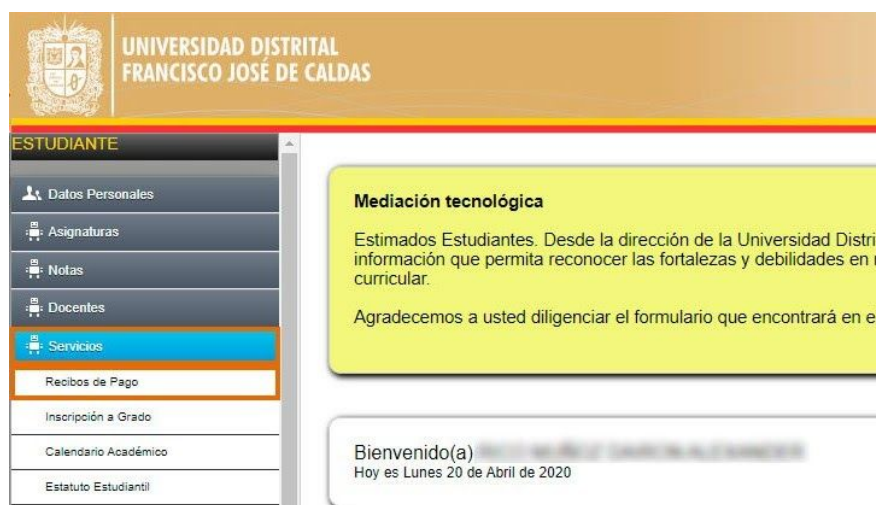 UNIVERSIDAD DISTRITAL
FRANCISCO JOSÉ DE CALDAS
ESTUDIANTE
Datos Personales
Asignaturas
Notas
Docentes
Servicios
Recibos de Pago
Inscripción a Grado
Calendario Académico
Estatuto Estudiantil
Mediación tecnológica
Estimados Estudiantes. Desde la dirección de la Universidad Distri
información que permita reconocer las fortalezas y debilidades en
curricular.
Agradecemos a usted diligenciar el formulario que encontrará en e
Bienvenido(a)
Hoy es Lunes 20 de Abril de 2020